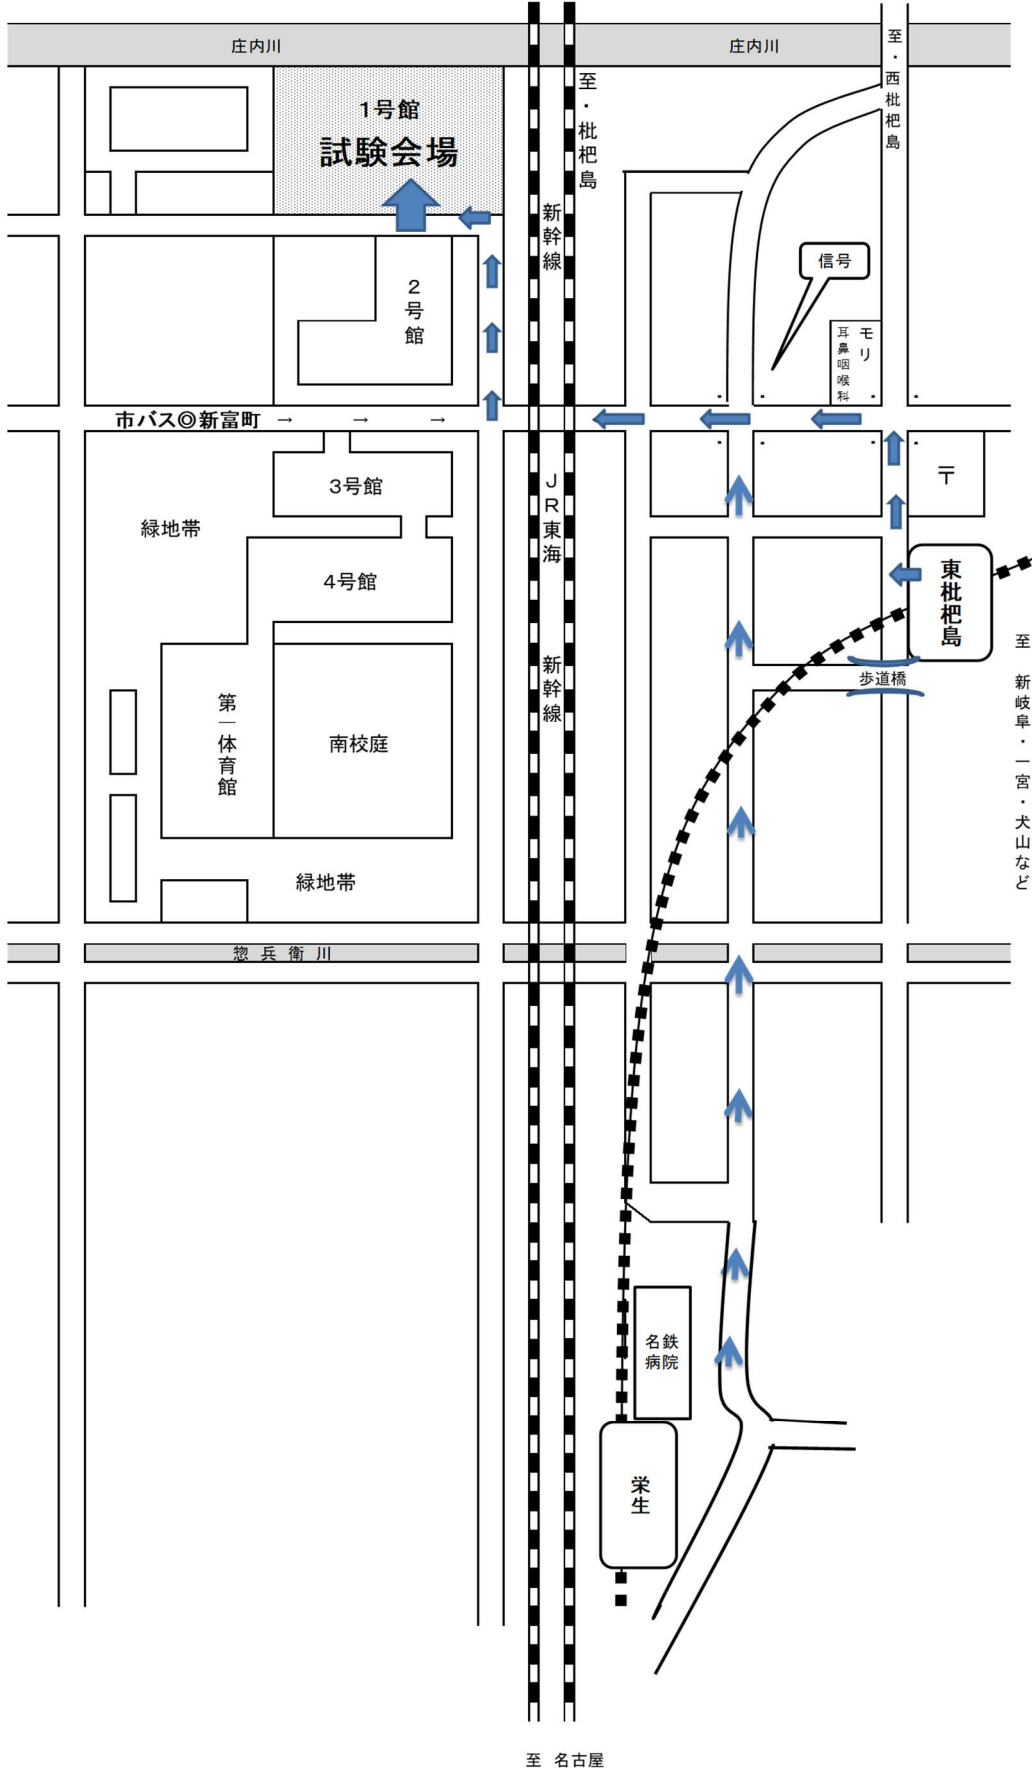 庄内川
庄内川
至・西枇杷島
至・枇杷島
1号館
試験会場
新幹線
信号
2号館
モリ
耳鼻咽喉科
市バス◎新富町 → → →
3号館
JR東海
〒
緑地帯
4号館
東枇杷島
至 新岐阜・一宮・犬山など
新幹線
歩道橋
第一体育館
南校庭
緑地帯
惣兵衛川
名鉄
病院
栄生
至 名古屋